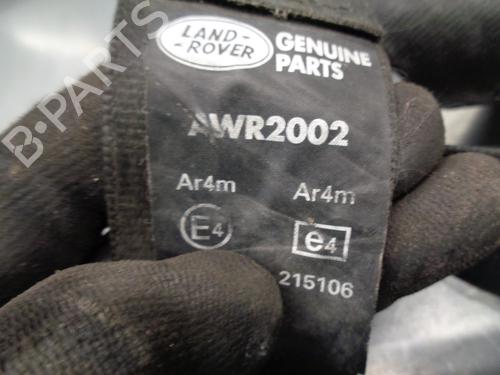 LAND-
-ROVER
GENUINE
PARTS
AWR2002
Ar4m Ar4m
E4 e4
215106
B-PARTS